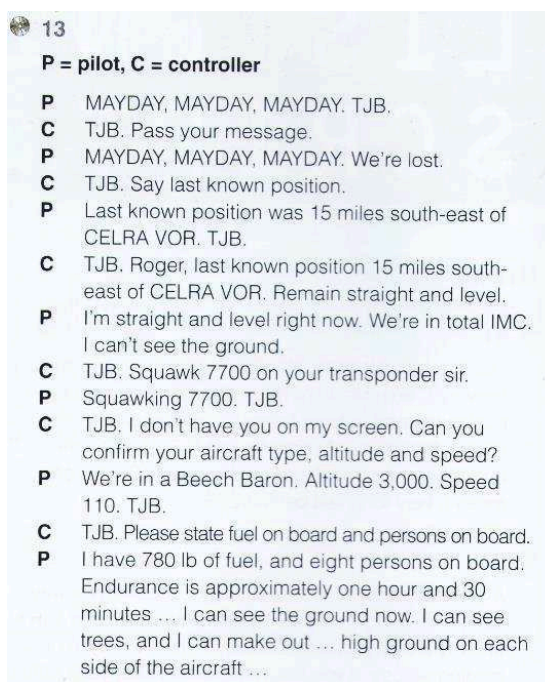 13
P = pilot, C = controller
P MAYDAY, MAYDAY, MAYDAY. TJB.
C TJB. Pass your message.
P MAYDAY, MAYDAY, MAYDAY. We're lost.
C TJB. Say last known position.
P Last known position was 15 miles south-east of
CELRA VOR. TJB.
C TJB. Roger, last known position 15 miles south-
east of CELRA VOR. Remain straight and level.
P I'm straight and level right now. We're in total IMC.
I can't see the ground.
C TJB. Squawk 7700 on your transponder sir.
P Squawking 7700. TJB.
C TJB. I don't have you on my screen. Can you
confirm your aircraft type, altitude and speed?
P We're in a Beech Baron. Altitude 3,000. Speed
110. TJB.
C TJB. Please state fuel on board and persons on board.
P I have 780 lb of fuel, and eight persons on board.
Endurance is approximately one hour and 30
minutes ... I can see the ground now. I can see
trees, and I can make out ... high ground on each
side of the aircraft ...